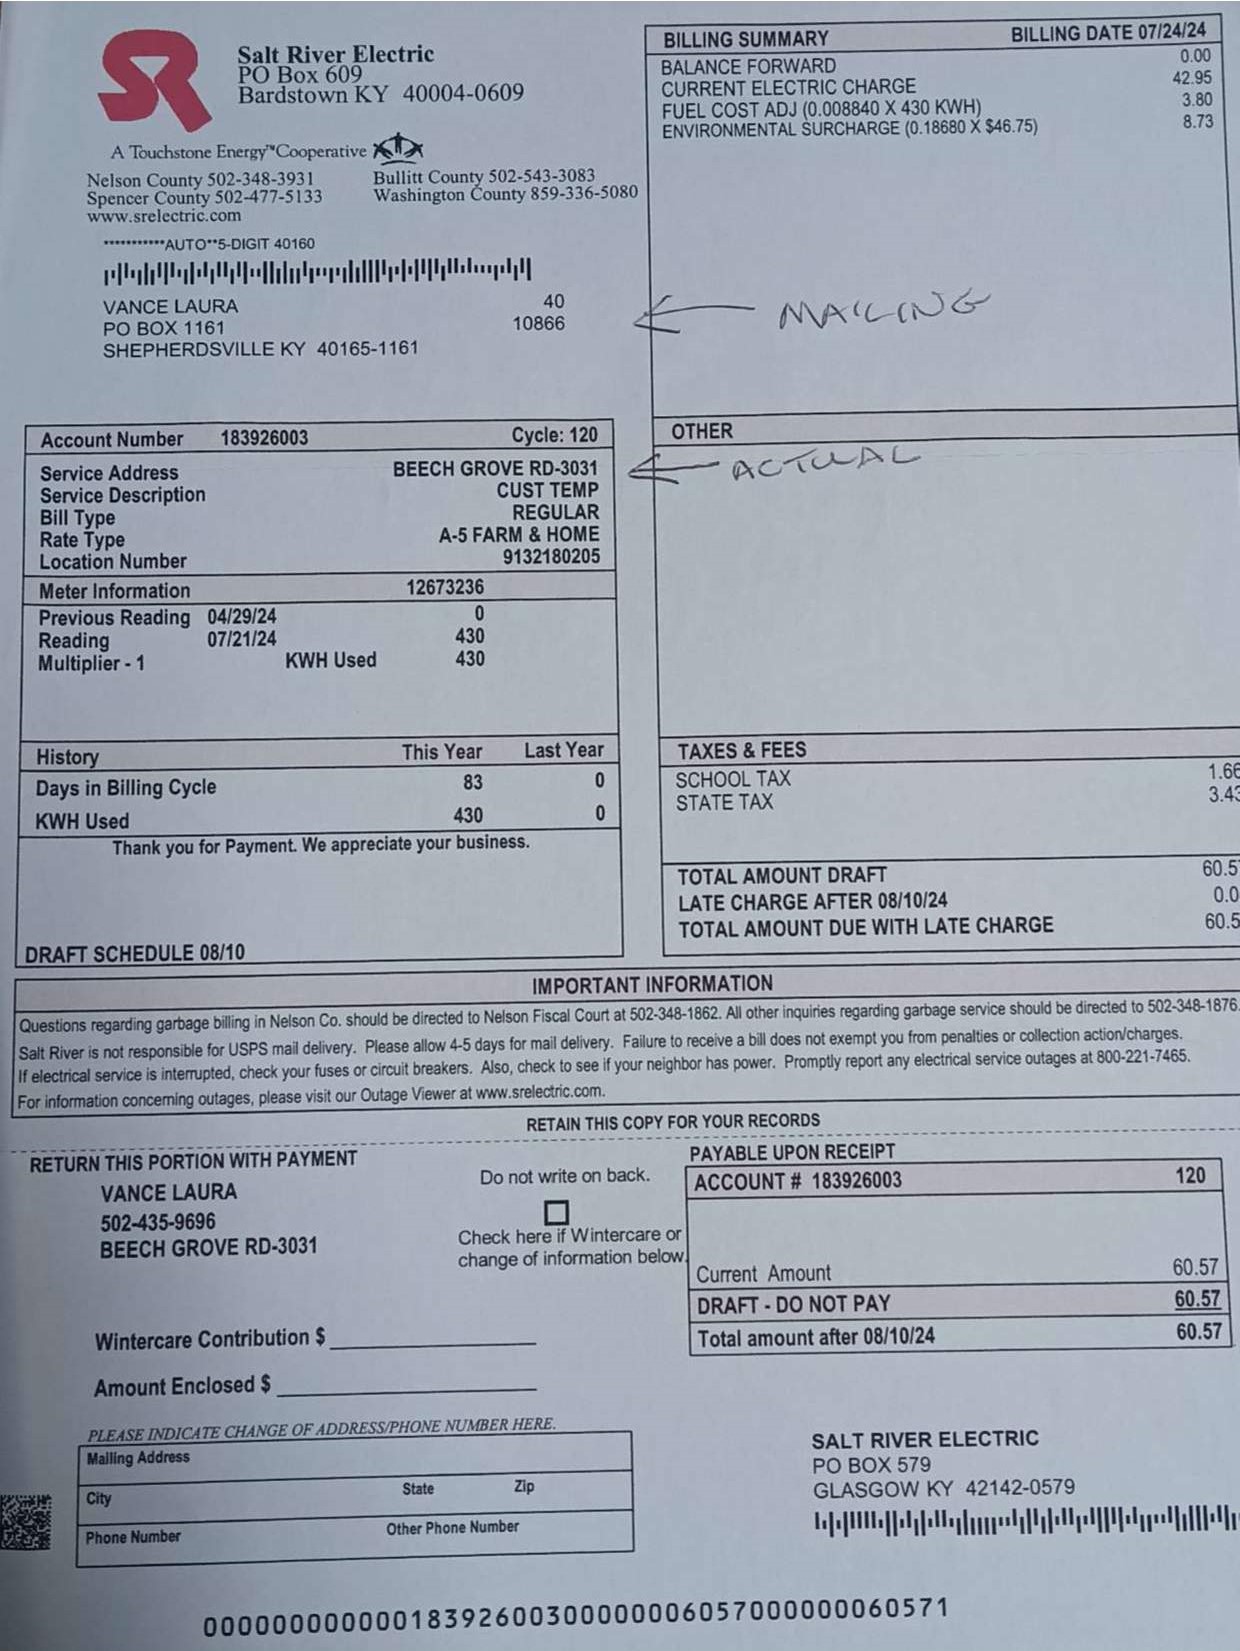 Salt River Electric
PO Box 609
Bardstown KY 40004-0609
A Touchstone Energy™ Cooperative
Nelson County 502-348-3931 Bullitt County 502-543-3083
Spencer County 502-477-5133 Washington County 859-336-5080
www.srelectric.com
***********AUTO**5-DIGIT 40160
VANCE LAURA 40
PO BOX 1161 10866
SHEPHERDSVILLE KY 40165-1161
BILLING SUMMARY BILLING DATE 07/24/24
BALANCE FORWARD 0.00
CURRENT ELECTRIC CHARGE 42.95
FUEL COST ADJ (0.008840 X 430 KWH) 3.80
ENVIRONMENTAL SURCHARGE (0.18680 X $46.75) 8.73
MAILING
Account Number 183926003 Cycle: 120
Service Address BEECH GROVE RD-3031
Service Description CUST TEMP
Bill Type REGULAR
Rate Type A-5 FARM & HOME
Location Number 9132180205
Meter Information 12673236
Previous Reading 04/29/24 0
Reading 07/21/24 430
Multiplier - 1 KWH Used 430
History This Year Last Year
Days in Billing Cycle 83 0
KWH Used 430 0
Thank you for Payment. We appreciate your business.
DRAFT SCHEDULE 08/10
OTHER
ACTUAL
TAXES & FEES
SCHOOL TAX 1.66
STATE TAX 3.43
TOTAL AMOUNT DRAFT 60.5
LATE CHARGE AFTER 08/10/24 0.0
TOTAL AMOUNT DUE WITH LATE CHARGE 60.5
IMPORTANT INFORMATION
Questions regarding garbage billing in Nelson Co. should be directed to Nelson Fiscal Court at 502-348-1862. All other inquiries regarding garbage service should be directed to 502-348-1876.
Salt River is not responsible for USPS mail delivery. Please allow 4-5 days for mail delivery. Failure to receive a bill does not exempt you from penalties or collection action/charges.
If electrical service is interrupted, check your fuses or circuit breakers. Also, check to see if your neighbor has power. Promptly report any electrical service outages at 800-221-7465.
For information concerning outages, please visit our Outage Viewer at www.srelectric.com.
RETAIN THIS COPY FOR YOUR RECORDS
RETURN THIS PORTION WITH PAYMENT
VANCE LAURA
502-435-9696
BEECH GROVE RD-3031
Do not write on back.
Check here if Wintercare or
change of information below.
PAYABLE UPON RECEIPT
ACCOUNT # 183926003 120
Current Amount 60.57
DRAFT - DO NOT PAY 60.57
Total amount after 08/10/24 60.57
Wintercare Contribution $
Amount Enclosed $
PLEASE INDICATE CHANGE OF ADDRESS/PHONE NUMBER HERE.
Mailing Address
City State Zip
Phone Number Other Phone Number
SALT RIVER ELECTRIC
PO BOX 579
GLASGOW KY 42142-0579
00000000000018392600300000006057000000060571